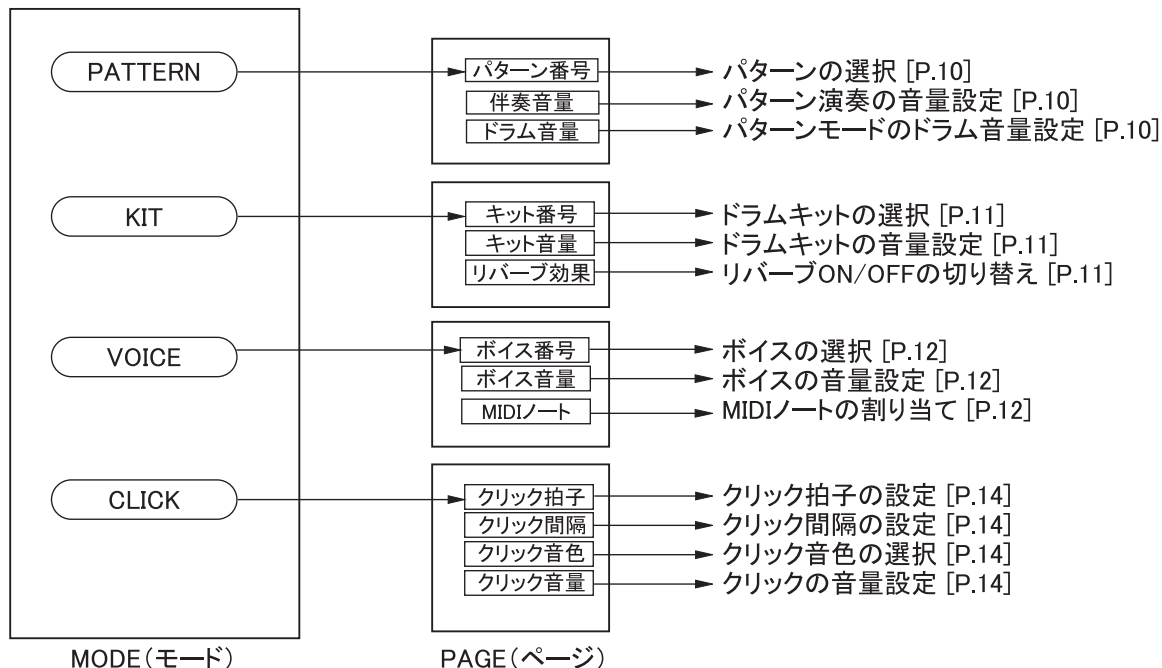 PATTERN
パターン番号
パターンの選択 [P.10]
伴奏音量
パターン演奏の音量設定 [P.10]
ドラム音量
パターンモードのドラム音量設定 [P.10]
KIT
キット番号
ドラムキットの選択 [P.11]
キット音量
ドラムキットの音量設定 [P.11]
リバーブ効果
リバーブON/OFFの切り替え [P.11]
VOICE
ボイス番号
ボイスの選択 [P.12]
ボイス音量
ボイスの音量設定 [P.12]
MIDIノート
MIDIノートの割り当て [P.12]
CLICK
クリック拍子
クリック拍子の設定 [P.14]
クリック間隔
クリック間隔の設定 [P.14]
クリック音色
クリック音色の選択 [P.14]
クリック音量
クリックの音量設定 [P.14]
MODE(モード)
PAGE(ページ)